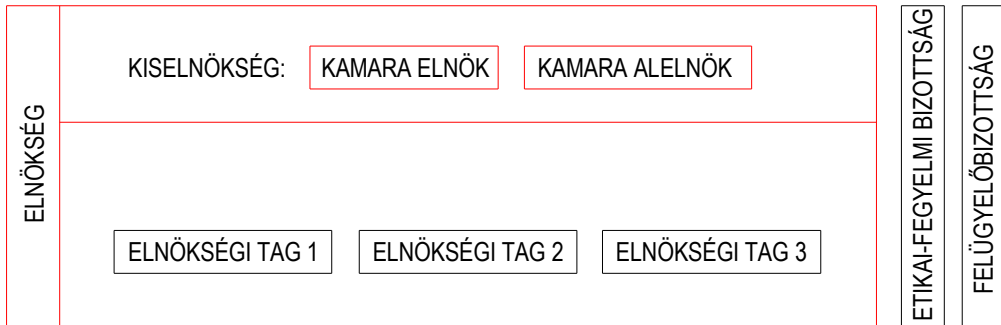 ELNÖKSÉG
KISELNÖKSÉG:
KAMARA ELNÖK
KAMARA ALELNÖK
ELNÖKSÉGI TAG 1
ELNÖKSÉGI TAG 2
ELNÖKSÉGI TAG 3
ETIKAI-FEGYELMI BIZOTTSÁG
FELÜGYELŐBIZOTTSÁG